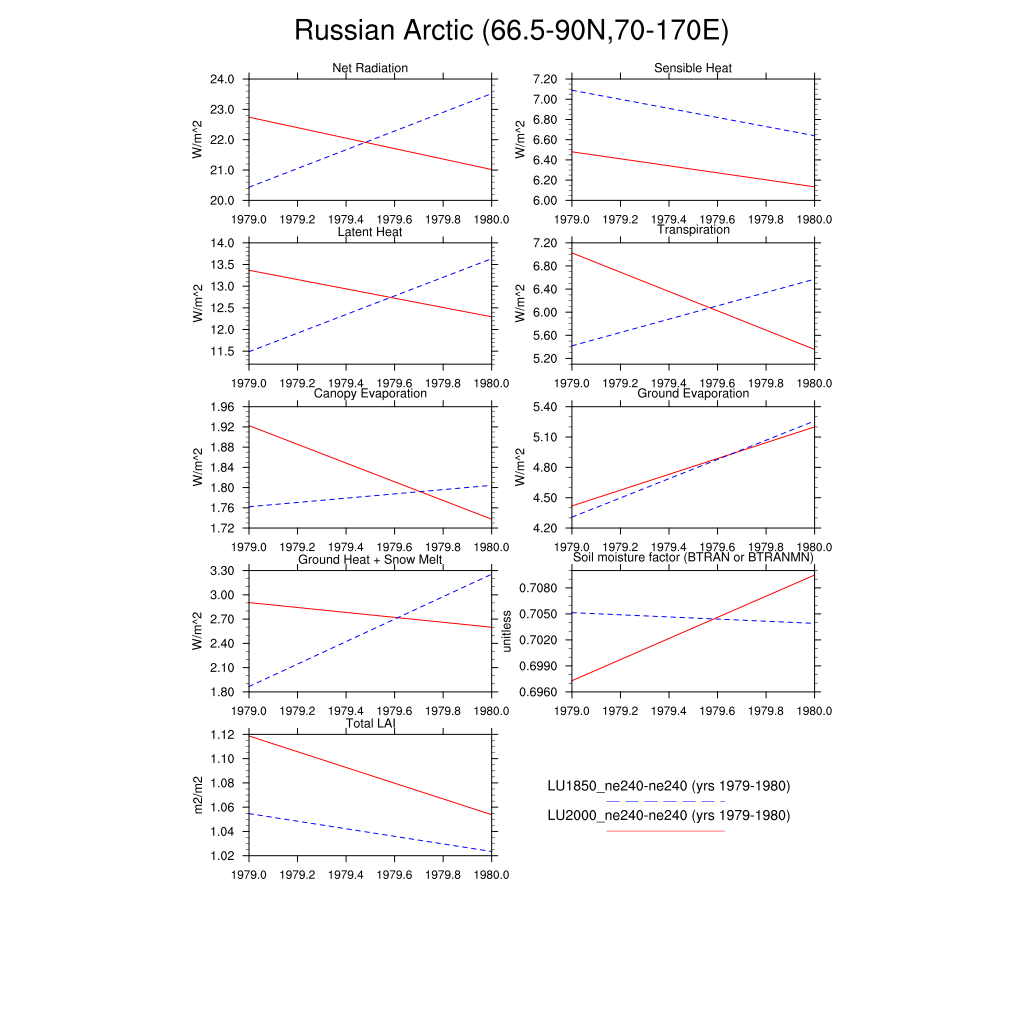 Russian Arctic (66.5-90N,70-170E)
Net Radiation
24.0
23.0
22.0
21.0
20.0
W/m^2
1979.0 1979.2 1979.4 1979.6 1979.8 1980.0
Sensible Heat
7.20
7.00
6.80
6.60
6.40
6.20
6.00
W/m^2
1979.0 1979.2 1979.4 1979.6 1979.8 1980.0
Latent Heat
14.0
13.5
13.0
12.5
12.0
11.5
W/m^2
1979.0 1979.2 1979.4 1979.6 1979.8 1980.0
Transpiration
7.20
6.80
6.40
6.00
5.60
5.20
W/m^2
1979.0 1979.2 1979.4 1979.6 1979.8 1980.0
Canopy Evaporation
1.96
1.92
1.88
1.84
1.80
1.76
1.72
W/m^2
1979.0 1979.2 1979.4 1979.6 1979.8 1980.0
Ground Evaporation
5.40
5.10
4.80
4.50
4.20
W/m^2
1979.0 1979.2 1979.4 1979.6 1979.8 1980.0
Ground Heat + Snow Melt
3.30
3.00
2.70
2.40
2.10
1.80
W/m^2
1979.0 1979.2 1979.4 1979.6 1979.8 1980.0
Soil moisture factor (BTRAN or BTRANMN)
0.7080
0.7050
0.7020
0.6990
0.6960
unitless
1979.0 1979.2 1979.4 1979.6 1979.8 1980.0
Total LAI
1.12
1.10
1.08
1.06
1.04
1.02
m2/m2
1979.0 1979.2 1979.4 1979.6 1979.8 1980.0
LU1850_ne240-ne240 (yrs 1979-1980)
LU2000_ne240-ne240 (yrs 1979-1980)